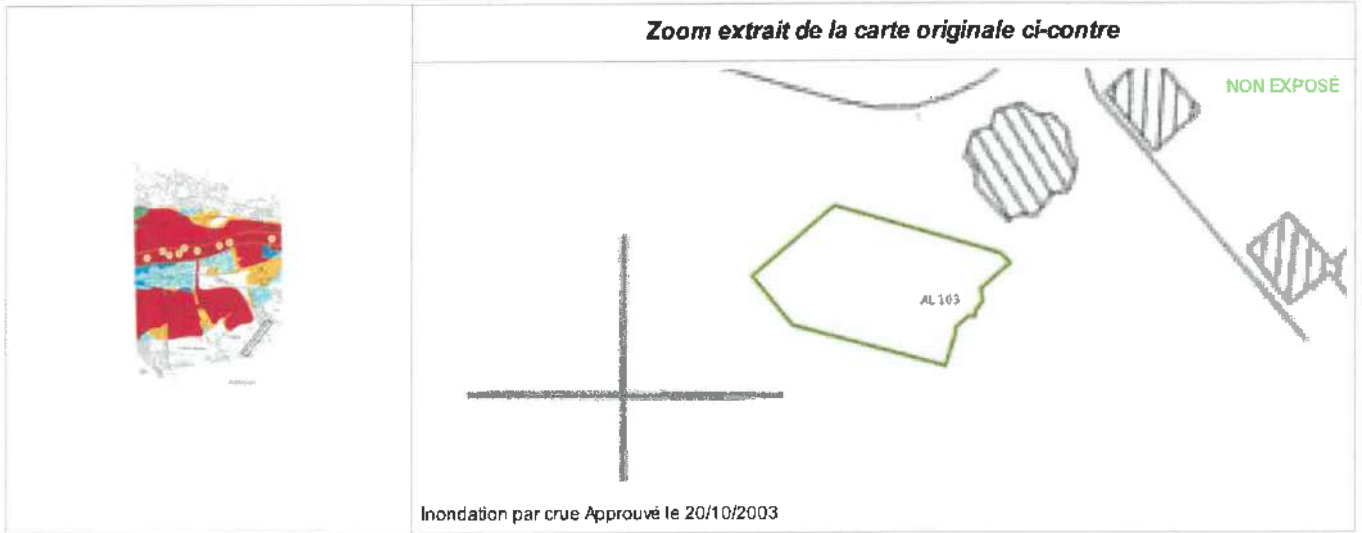 Zoom extrait de la carte originale ci-contre
NON EXPOSÉ
AL 103
Inondation par crue Approuvé le 20/10/2003